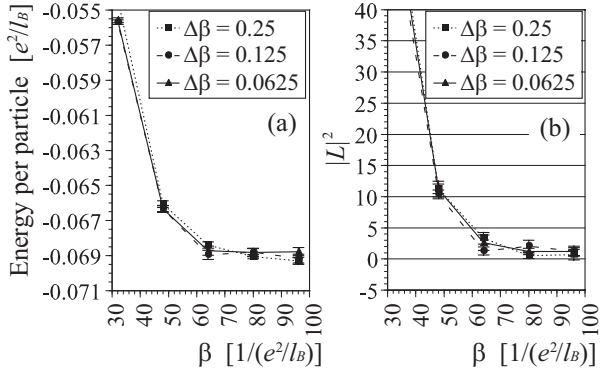 Energy per particle [e²/l_B]
-0.055
-0.057
-0.059
-0.061
-0.063
-0.065
-0.067
-0.069
-0.071
Δβ = 0.25
Δβ = 0.125
Δβ = 0.0625
(a)
30 40 50 60 70 80 90 100
β [1/(e²/l_B)]
|L|²
40
35
30
25
20
15
10
5
0
-5
Δβ = 0.25
Δβ = 0.125
Δβ = 0.0625
(b)
30 40 50 60 70 80 90 100
β [1/(e²/l_B)]